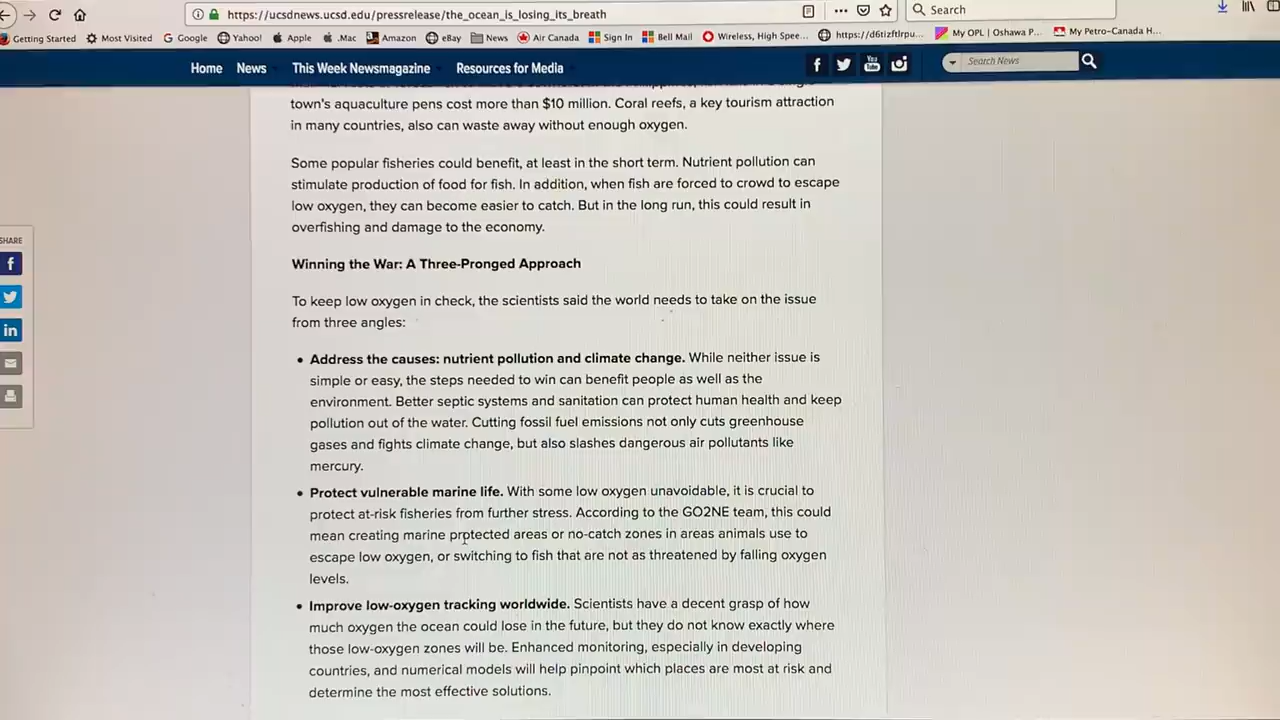 https://ucsdnews.ucsd.edu/pressrelease/the_ocean_is_losing_its_breath
Search
Getting Started Most Visited Google Yahoo! Apple .Mac Amazon eBay News Air Canada Sign In Bell Mail Wireless, High Spee... https://d6tizftlrpu... My OPL | Oshawa P... My Petro-Canada H...
Home News This Week Newsmagazine Resources for Media
You Tube
Search News
town's aquaculture pens cost more than $10 million. Coral reefs, a key tourism attraction
in many countries, also can waste away without enough oxygen.
Some popular fisheries could benefit, at least in the short term. Nutrient pollution can
stimulate production of food for fish. In addition, when fish are forced to crowd to escape
low oxygen, they can become easier to catch. But in the long run, this could result in
overfishing and damage to the economy.
SHARE
Winning the War: A Three-Pronged Approach
To keep low oxygen in check, the scientists said the world needs to take on the issue
from three angles:
• Address the causes: nutrient pollution and climate change. While neither issue is
simple or easy, the steps needed to win can benefit people as well as the
environment. Better septic systems and sanitation can protect human health and keep
pollution out of the water. Cutting fossil fuel emissions not only cuts greenhouse
gases and fights climate change, but also slashes dangerous air pollutants like
mercury.
• Protect vulnerable marine life. With some low oxygen unavoidable, it is crucial to
protect at-risk fisheries from further stress. According to the GO2NE team, this could
mean creating marine protected areas or no-catch zones in areas animals use to
escape low oxygen, or switching to fish that are not as threatened by falling oxygen
levels.
• Improve low-oxygen tracking worldwide. Scientists have a decent grasp of how
much oxygen the ocean could lose in the future, but they do not know exactly where
those low-oxygen zones will be. Enhanced monitoring, especially in developing
countries, and numerical models will help pinpoint which places are most at risk and
determine the most effective solutions.